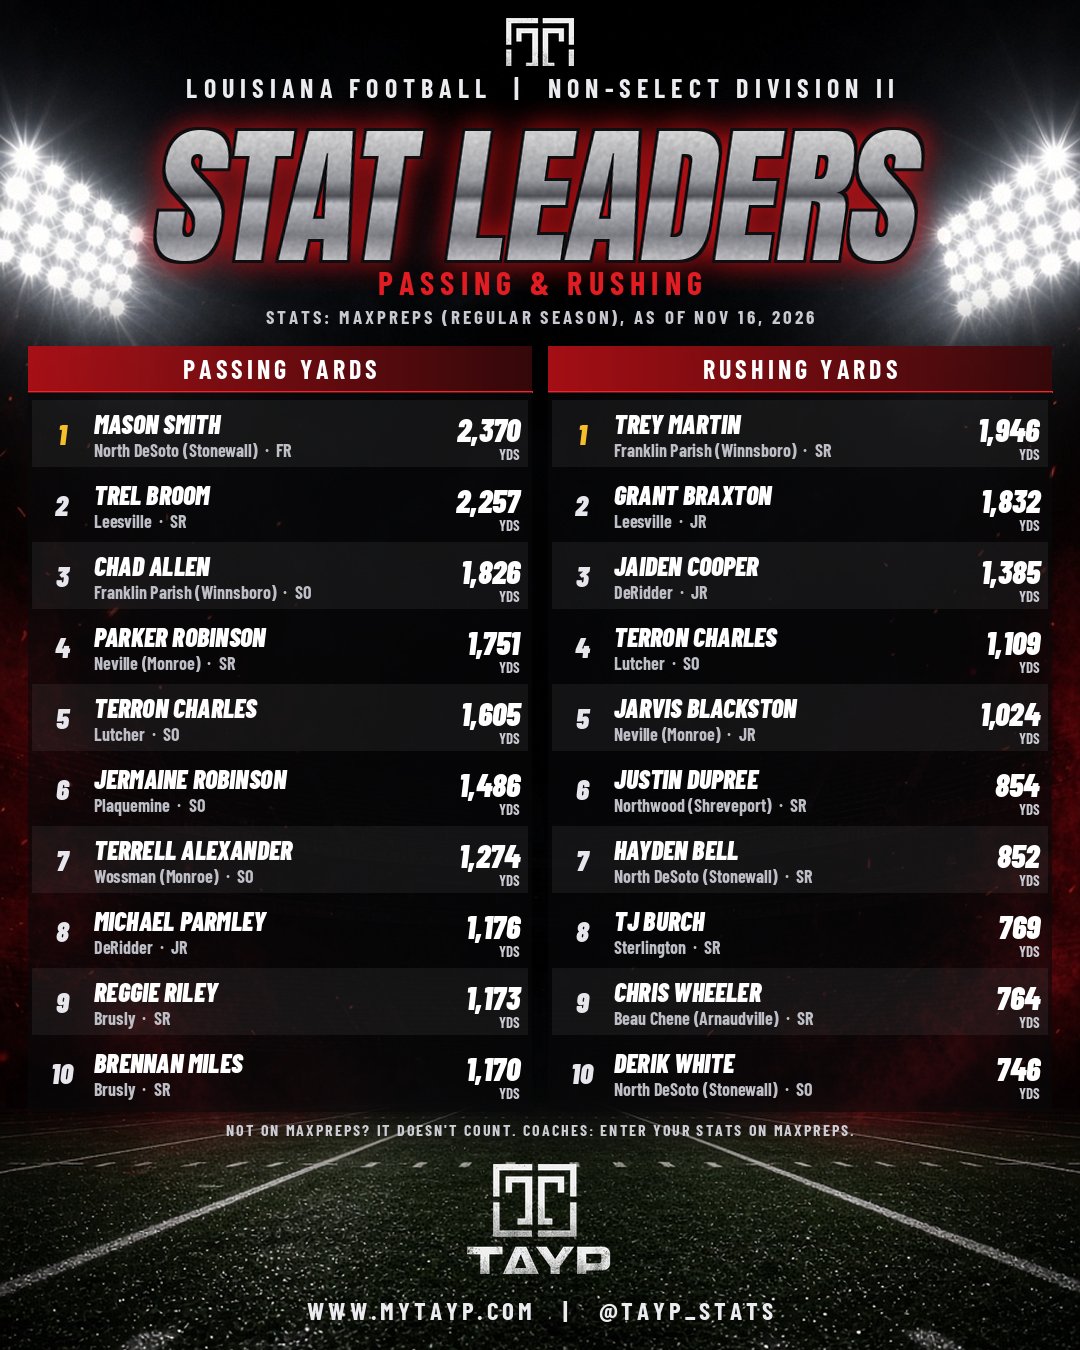 LOUISIANA FOOTBALL | NON-SELECT DIVISION II
STAT LEADERS
PASSING & RUSHING
STATS: MAXPREPS (REGULAR SEASON), AS OF NOV 16, 2026
PASSING YARDS
1 MASON SMITH 2,370
North DeSoto (Stonewall) · FR YDS
2 TREL BROOM 2,257
Leesville · SR YDS
3 CHAD ALLEN 1,826
Franklin Parish (Winnsboro) · SO YDS
4 PARKER ROBINSON 1,751
Neville (Monroe) · SR YDS
5 TERRON CHARLES 1,605
Lutcher · SO YDS
6 JERMAINE ROBINSON 1,486
Plaquemine · SO YDS
7 TERRELL ALEXANDER 1,274
Wossman (Monroe) · SO YDS
8 MICHAEL PARMLEY 1,176
DeRidder · JR YDS
9 REGGIE RILEY 1,173
Brusly · SR YDS
10 BRENNAN MILES 1,170
Brusly · SR YDS
RUSHING YARDS
1 TREY MARTIN 1,946
Franklin Parish (Winnsboro) · SR YDS
2 GRANT BRAXTON 1,832
Leesville · JR YDS
3 JAIDEN COOPER 1,385
DeRidder · JR YDS
4 TERRON CHARLES 1,109
Lutcher · SO YDS
5 JARVIS BLACKSTON 1,024
Neville (Monroe) · JR YDS
6 JUSTIN DUPREE 854
Northwood (Shreveport) · SR YDS
7 HAYDEN BELL 852
North DeSoto (Stonewall) · SR YDS
8 TJ BURCH 769
Sterlington · SR YDS
9 CHRIS WHEELER 764
Beau Chene (Arnaudville) · SR YDS
10 DERIK WHITE 746
North DeSoto (Stonewall) · SO YDS
NOT ON MAXPREPS? IT DOESN'T COUNT. COACHES: ENTER YOUR STATS ON MAXPREPS.
TAYP
WWW.MYTAYP.COM | @TAYP_STATS